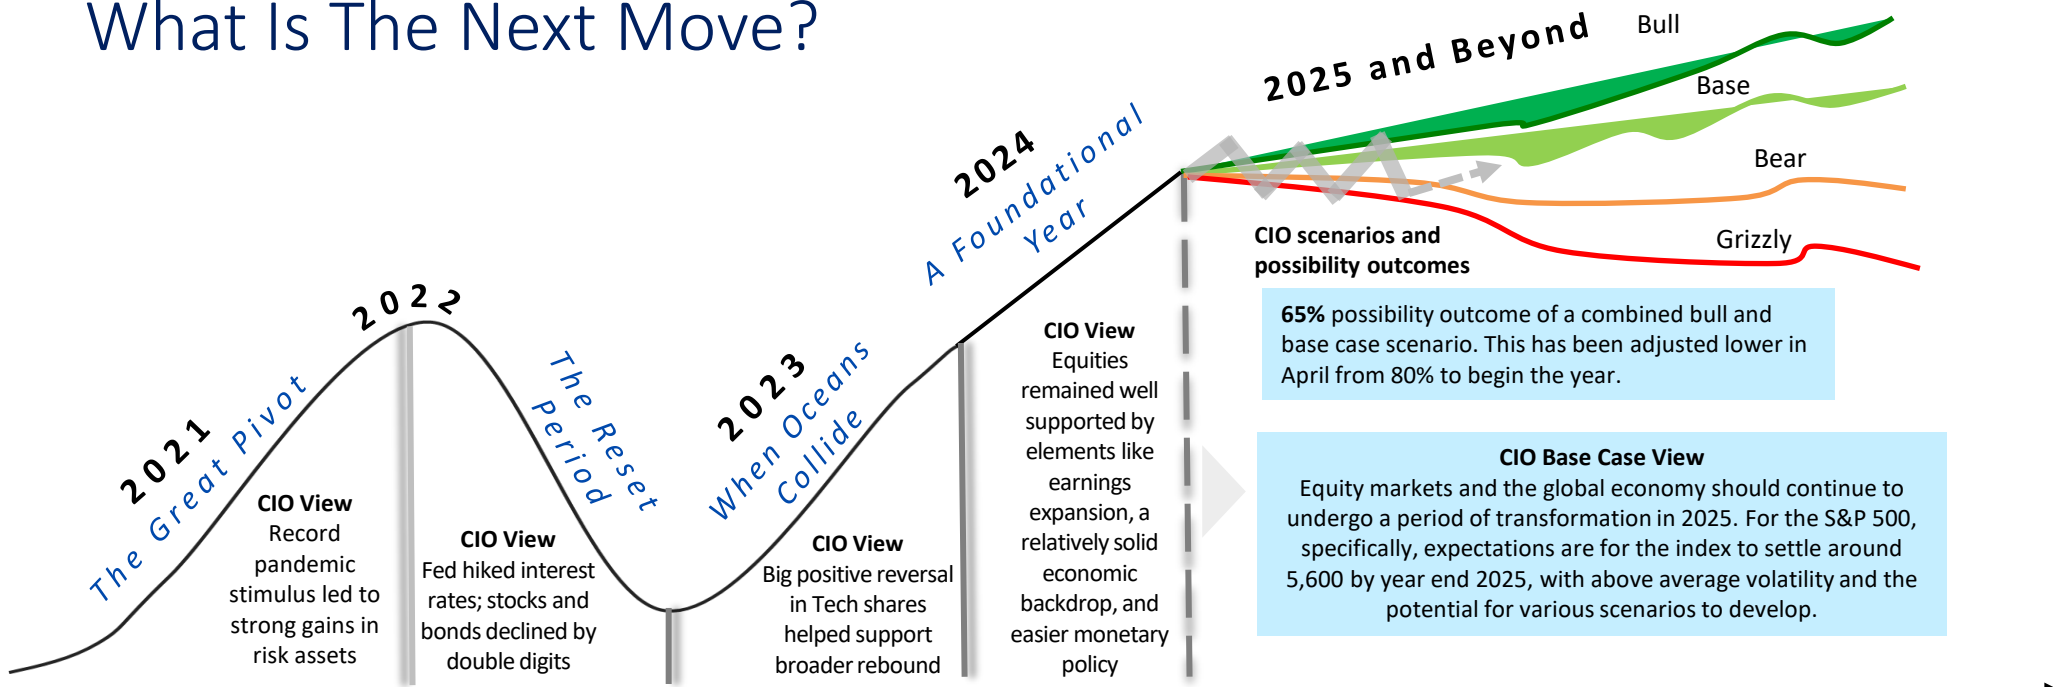 What Is The Next Move?
2021
The Great Pivot
CIO View
Record
pandemic
stimulus led to
strong gains in
risk assets
2022
The Reset
Period
CIO View
Fed hiked interest
rates; stocks and
bonds declined by
double digits
2023
When Oceans
Collide
CIO View
Big positive reversal
in Tech shares
helped support
broader rebound
2024
A Foundational
Year
CIO View
Equities
remained well
supported by
elements like
earnings
expansion, a
relatively solid
economic
backdrop, and
easier monetary
policy
2025 and Beyond
Bull
Base
Bear
Grizzly
CIO scenarios and
possibility outcomes
65% possibility outcome of a combined bull and
base case scenario. This has been adjusted lower in
April from 80% to begin the year.
CIO Base Case View
Equity markets and the global economy should continue to
undergo a period of transformation in 2025. For the S&P 500,
specifically, expectations are for the index to settle around
5,600 by year end 2025, with above average volatility and the
potential for various scenarios to develop.